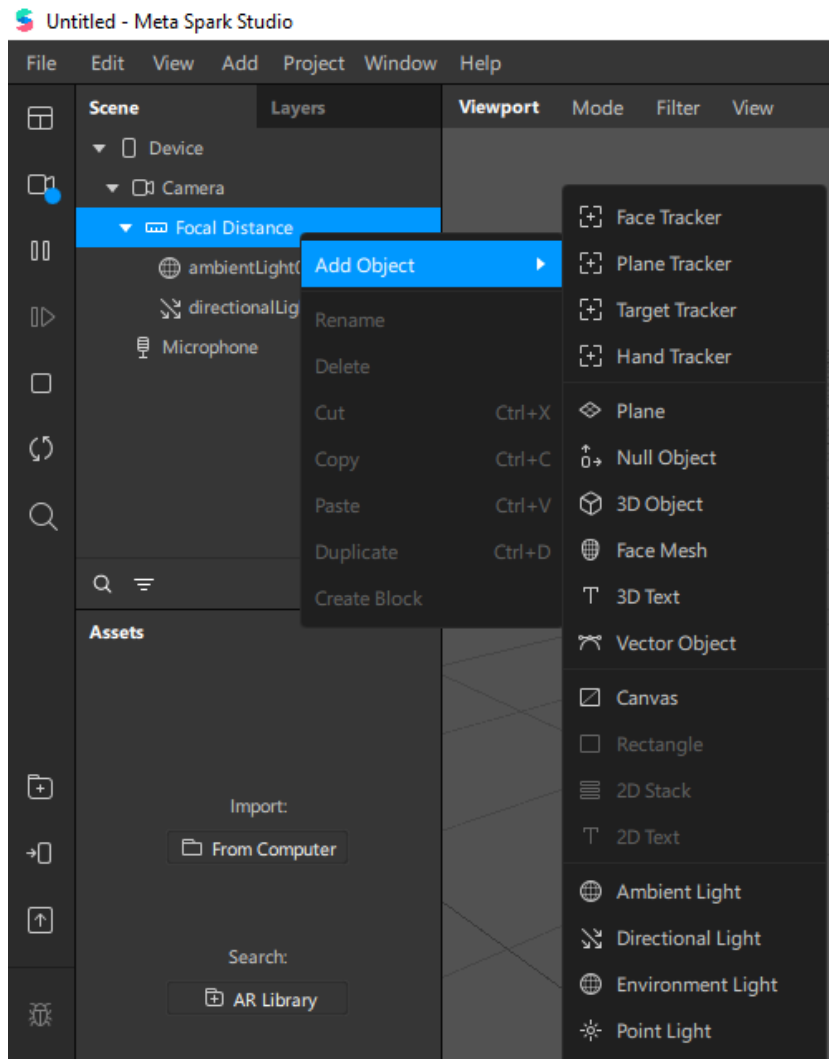 Untitled - Meta Spark Studio
File Edit View Add Project Window Help
Scene Layers
Viewport Mode Filter View
Device
Camera
Focal Distance
ambientLight
directionalLig
Microphone
Add Object
Rename
Delete
Cut Ctrl+X
Copy Ctrl+C
Paste Ctrl+V
Duplicate Ctrl+D
Create Block
Face Tracker
Plane Tracker
Target Tracker
Hand Tracker
Plane
Null Object
3D Object
Face Mesh
3D Text
Vector Object
Canvas
Rectangle
2D Stack
2D Text
Ambient Light
Directional Light
Environment Light
Point Light
Assets
Import:
From Computer
Search:
AR Library